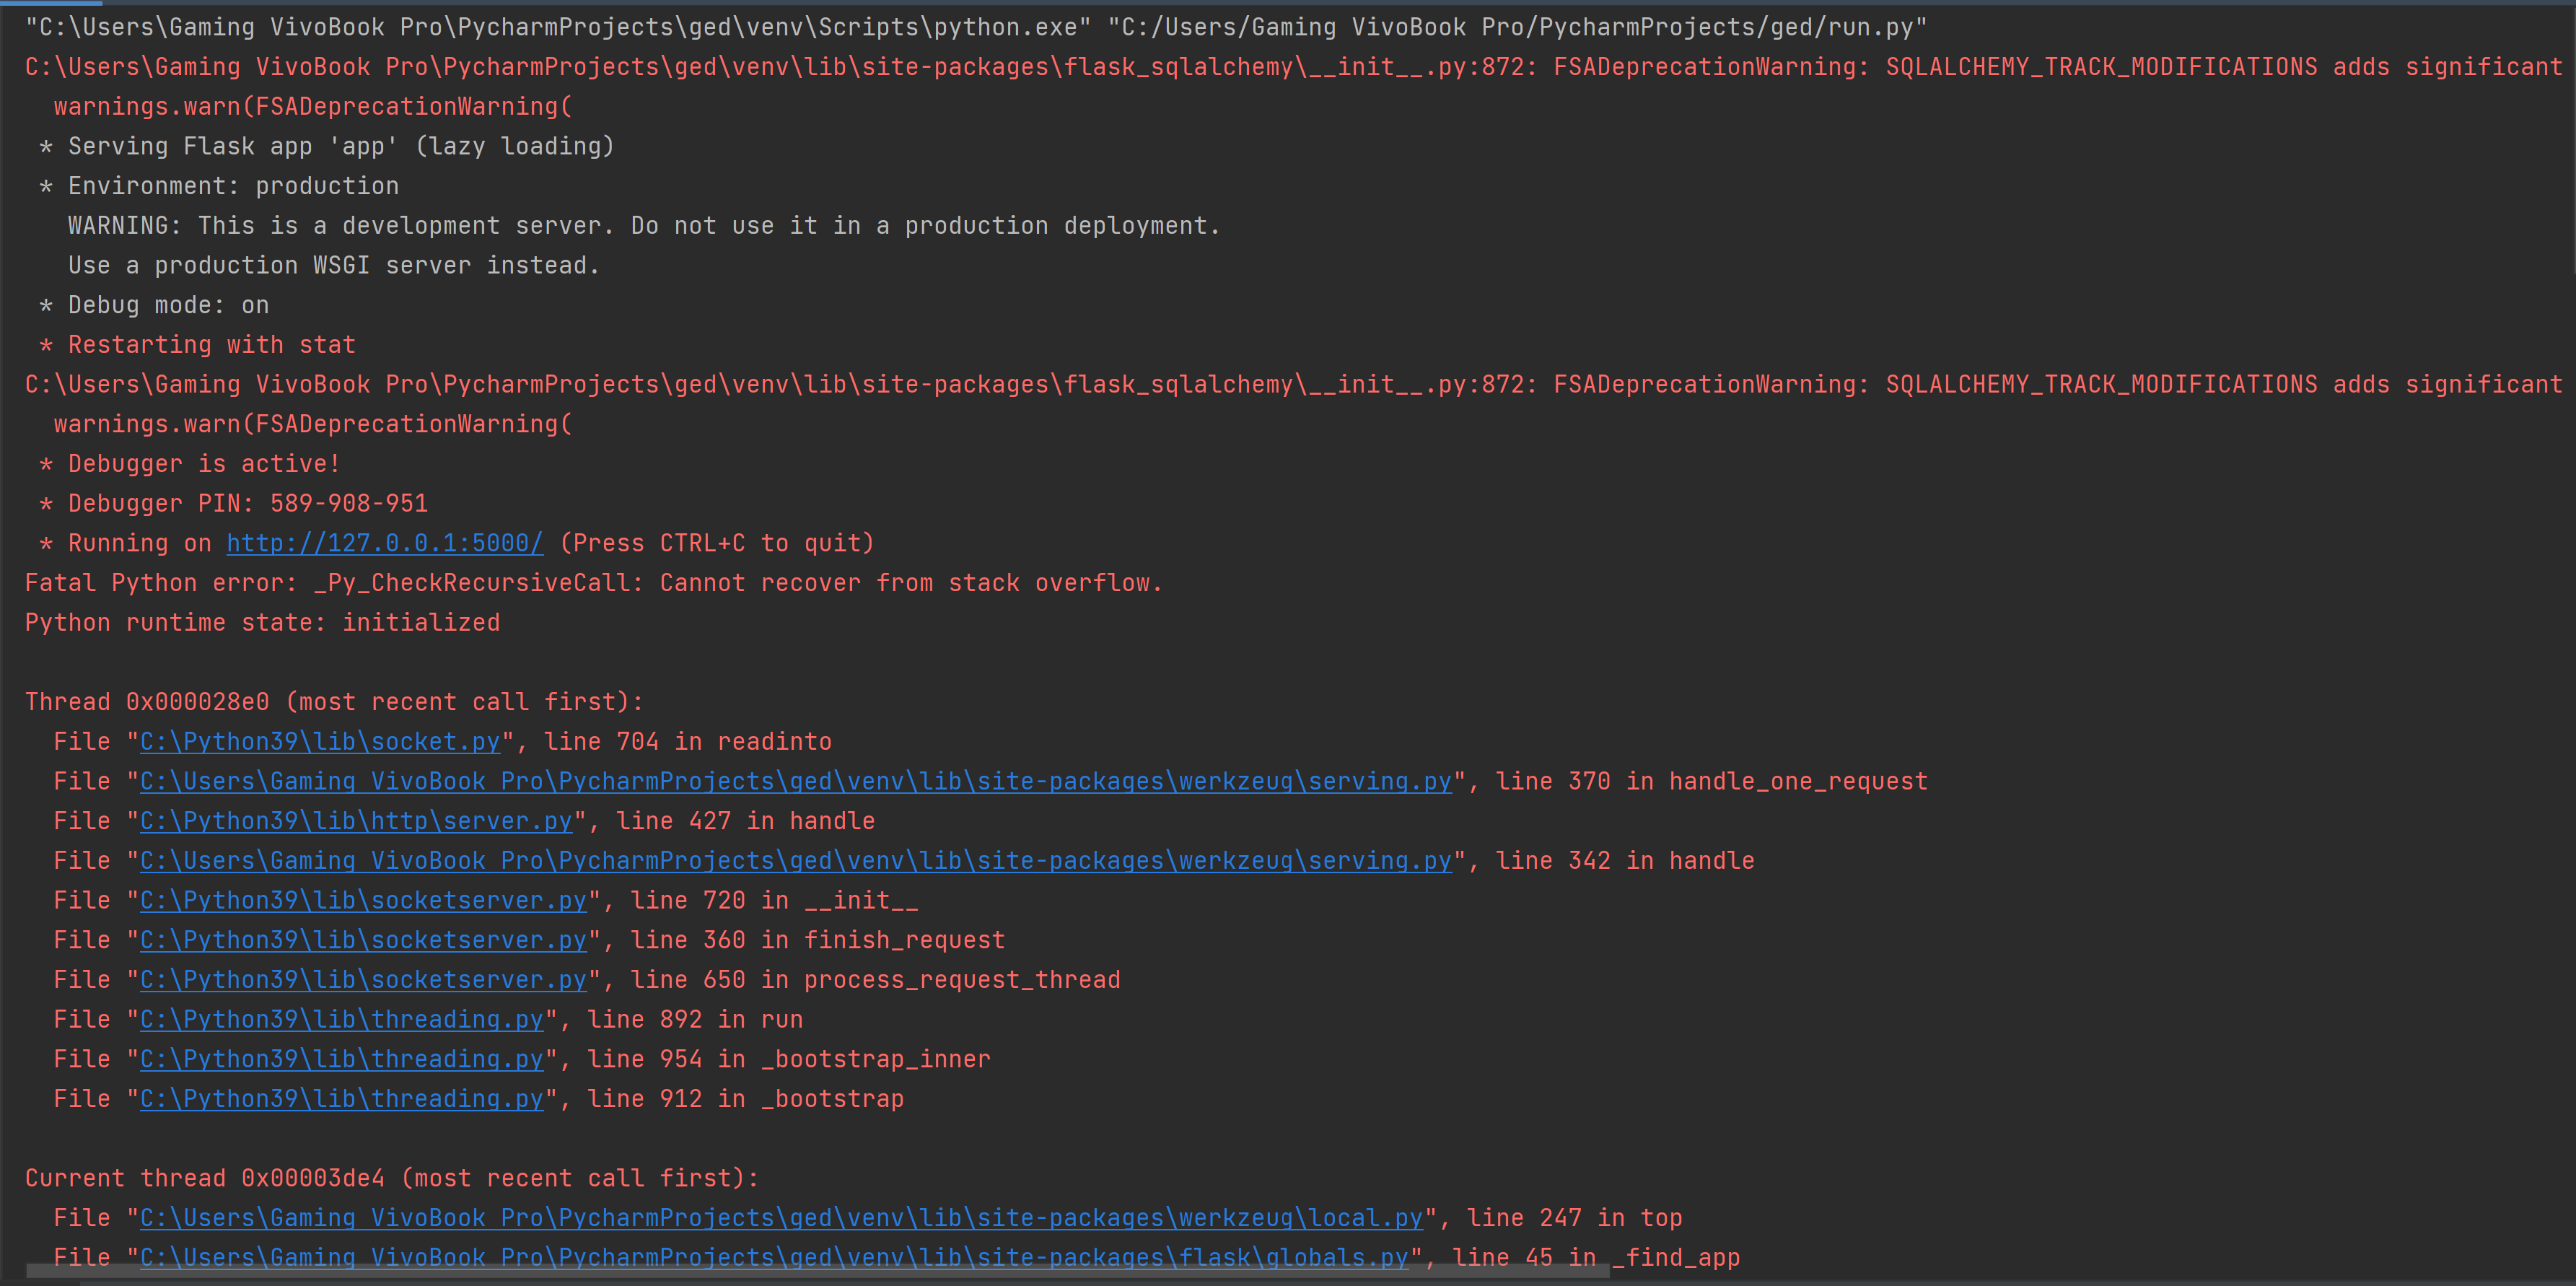 "C:\Users\Gaming VivoBook Pro\PycharmProjects\ged\venv\Scripts\python.exe" "C:/Users/Gaming VivoBook Pro/PycharmProjects/ged/run.py"
C:\Users\Gaming VivoBook Pro\PycharmProjects\ged\venv\lib\site-packages\flask_sqlalchemy\__init__.py:872: FSADeprecationWarning: SQLALCHEMY_TRACK_MODIFICATIONS adds significant
  warnings.warn(FSADeprecationWarning(
 * Serving Flask app 'app' (lazy loading)
 * Environment: production
   WARNING: This is a development server. Do not use it in a production deployment.
   Use a production WSGI server instead.
 * Debug mode: on
 * Restarting with stat
C:\Users\Gaming VivoBook Pro\PycharmProjects\ged\venv\lib\site-packages\flask_sqlalchemy\__init__.py:872: FSADeprecationWarning: SQLALCHEMY_TRACK_MODIFICATIONS adds significant
  warnings.warn(FSADeprecationWarning(
 * Debugger is active!
 * Debugger PIN: 589-908-951
 * Running on http://127.0.0.1:5000/ (Press CTRL+C to quit)
Fatal Python error: _Py_CheckRecursiveCall: Cannot recover from stack overflow.
Python runtime state: initialized
Thread 0x000028e0 (most recent call first):
  File "C:\Python39\lib\socket.py", line 704 in readinto
  File "C:\Users\Gaming VivoBook Pro\PycharmProjects\ged\venv\lib\site-packages\werkzeug\serving.py", line 370 in handle_one_request
  File "C:\Python39\lib\http\server.py", line 427 in handle
  File "C:\Users\Gaming VivoBook Pro\PycharmProjects\ged\venv\lib\site-packages\werkzeug\serving.py", line 342 in handle
  File "C:\Python39\lib\socketserver.py", line 720 in __init__
  File "C:\Python39\lib\socketserver.py", line 360 in finish_request
  File "C:\Python39\lib\socketserver.py", line 650 in process_request_thread
  File "C:\Python39\lib\threading.py", line 892 in run
  File "C:\Python39\lib\threading.py", line 954 in _bootstrap_inner
  File "C:\Python39\lib\threading.py", line 912 in _bootstrap
Current thread 0x00003de4 (most recent call first):
  File "C:\Users\Gaming VivoBook Pro\PycharmProjects\ged\venv\lib\site-packages\werkzeug\local.py", line 247 in top
  File "C:\Users\Gaming VivoBook Pro\PycharmProjects\ged\venv\lib\site-packages\flask\globals.py", line 45 in _find_app